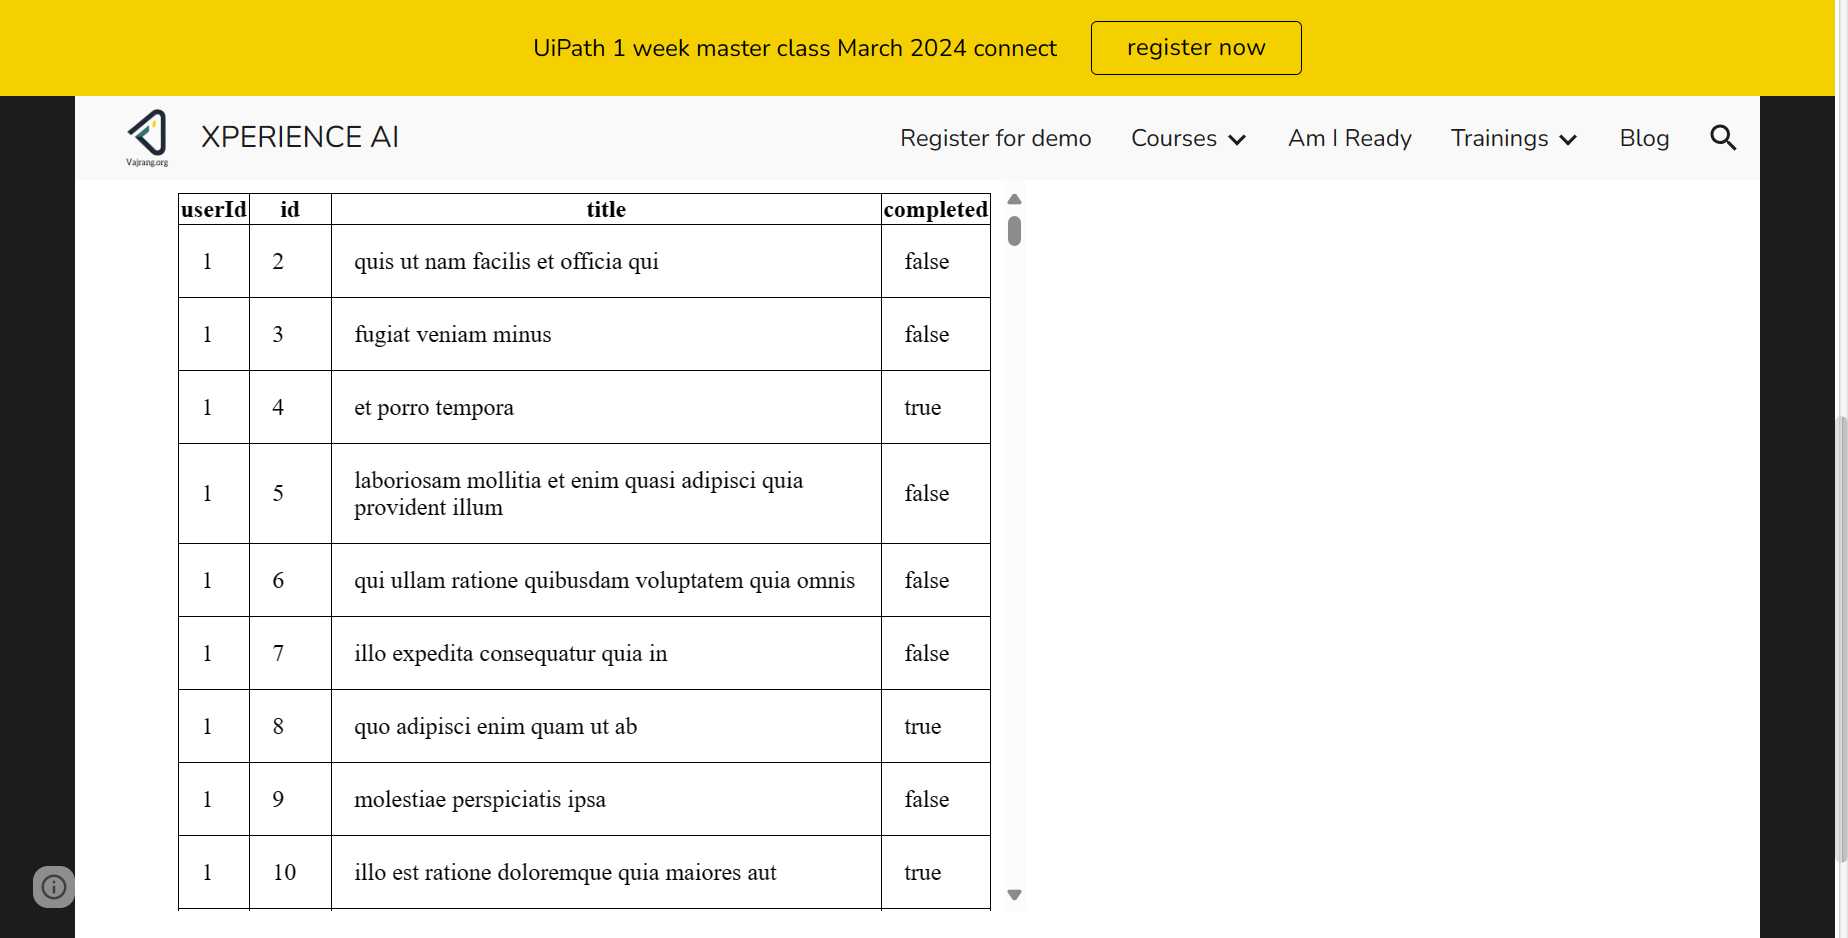 UiPath 1 week master class March 2024 connect register now
Vajrang.org
XPERIENCE AI Register for demo Courses Am I Ready Trainings Blog
userId id title completed
1 2 quis ut nam facilis et officia qui false
1 3 fugiat veniam minus false
1 4 et porro tempora true
1 5 laboriosam mollitia et enim quasi adipisci quia
provident illum false
1 6 qui ullam ratione quibusdam voluptatem quia omnis false
1 7 illo expedita consequatur quia in false
1 8 quo adipisci enim quam ut ab true
1 9 molestiae perspiciatis ipsa false
1 10 illo est ratione doloremque quia maiores aut true